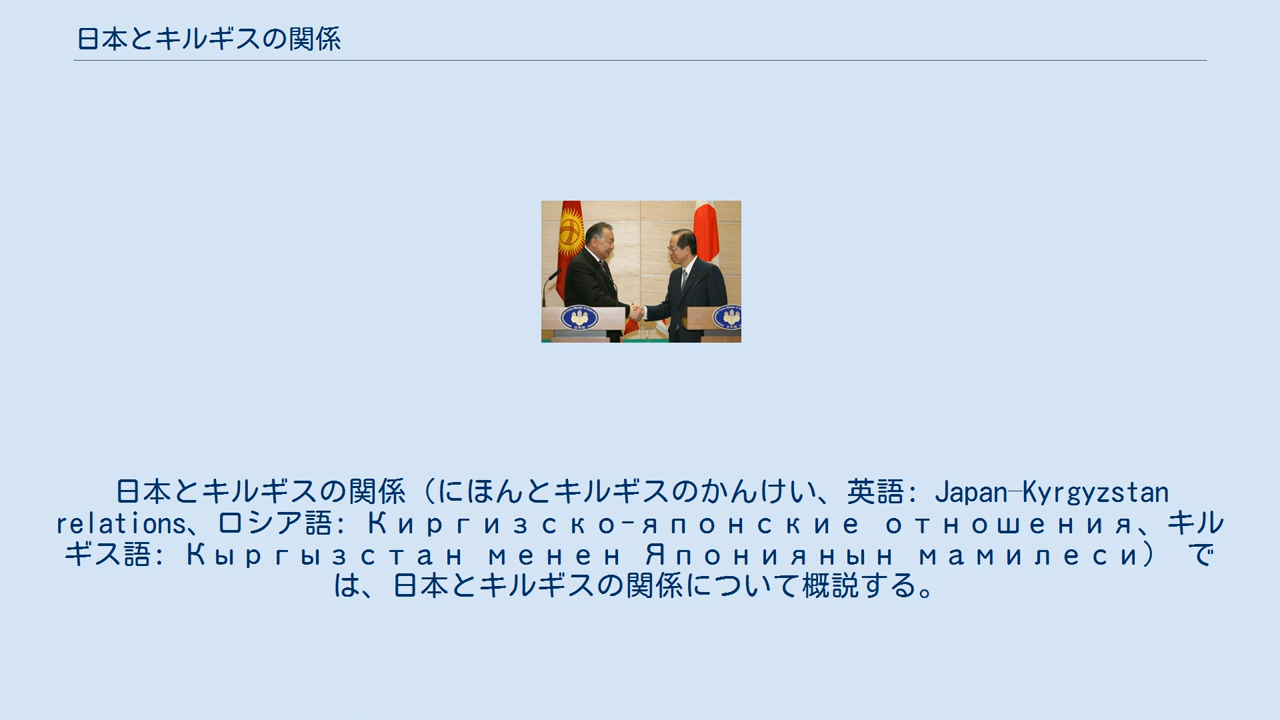 日本とキルギスの関係
日本とキルギスの関係（にほんとキルギスのかんけい、英語: Japan–Kyrgyzstan
relations、ロシア語: Киргизско-японские отношения、キル
ギス語: Кыргызстан менен Япониянын мамилеси） で
は、日本とキルギスの関係について概説する。